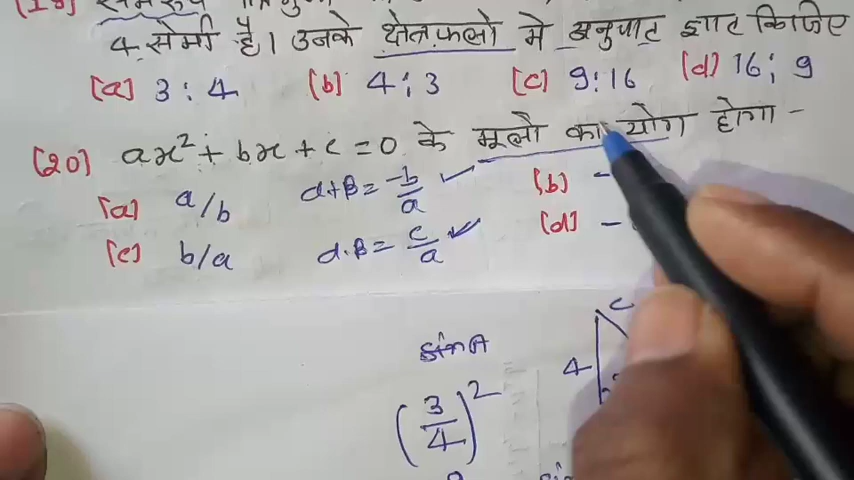 4 सेमी है। उनके क्षेत्रफलो मे अनुपात ज्ञात किजिए
(a) 3 : 4 (b) 4 : 3 (c) 9 : 16 (d) 16 : 9
(20) ax² + bx + c = 0 के मूलो का योग होगा -
(a) a/b α+β = -b/a (b) -
(c) b/a α.β = c/a (d) -
sin A
c
4
(3/4)²